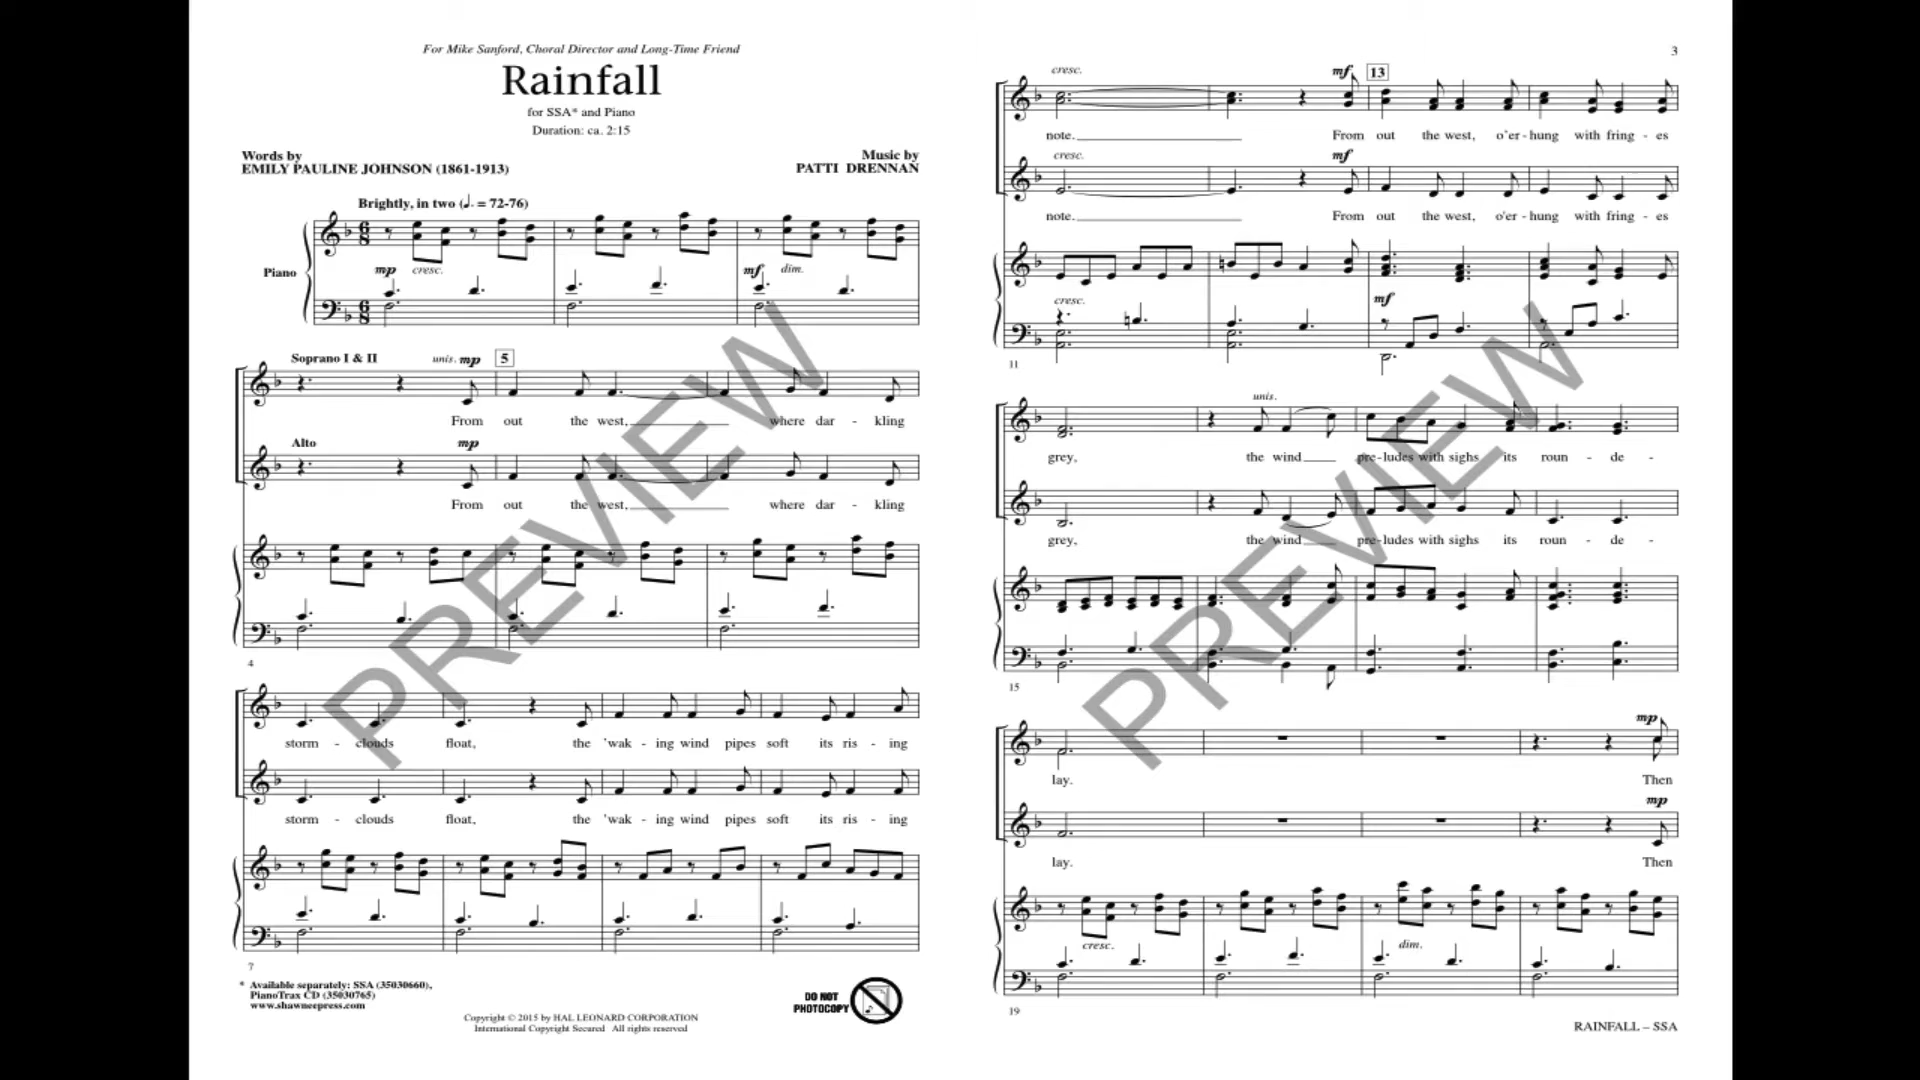 For Mike Sanford, Choral Director and Long-Time Friend
Rainfall
for SSA* and Piano
Duration: ca. 2:15
Words by
EMILY PAULINE JOHNSON (1861-1913)
Music by
PATTI DRENNAN
Brightly, in two (♩. = 72-76)
6 8
Piano
mp cresc. mf dim.
6 8
Soprano I & II unis. mp 5
From out the west, where dar - kling
Alto mp
From out the west, where dar - kling
4
storm - clouds float, the 'wak - ing wind pipes soft its ris - ing
storm - clouds float, the 'wak - ing wind pipes soft its ris - ing
7
* Available separately: SSA (35030660),
PianoTrax CD (35030765)
www.shawneepress.com
DO NOT
PHOTOCOPY
Copyright © 2015 by HAL LEONARD CORPORATION
International Copyright Secured All rights reserved
PREVIEW
3
cresc. mf 13
note. From out the west, o'er - hung with fring - es
cresc. mf
note. From out the west, o'er - hung with fring - es
cresc. mf
11
unis.
grey, the wind pre - ludes with sighs its roun - de -
grey, the wind pre - ludes with sighs its roun - de -
15
mp
lay. Then
mp
lay. Then
cresc. dim.
19
RAINFALL – SSA
PREVIEW